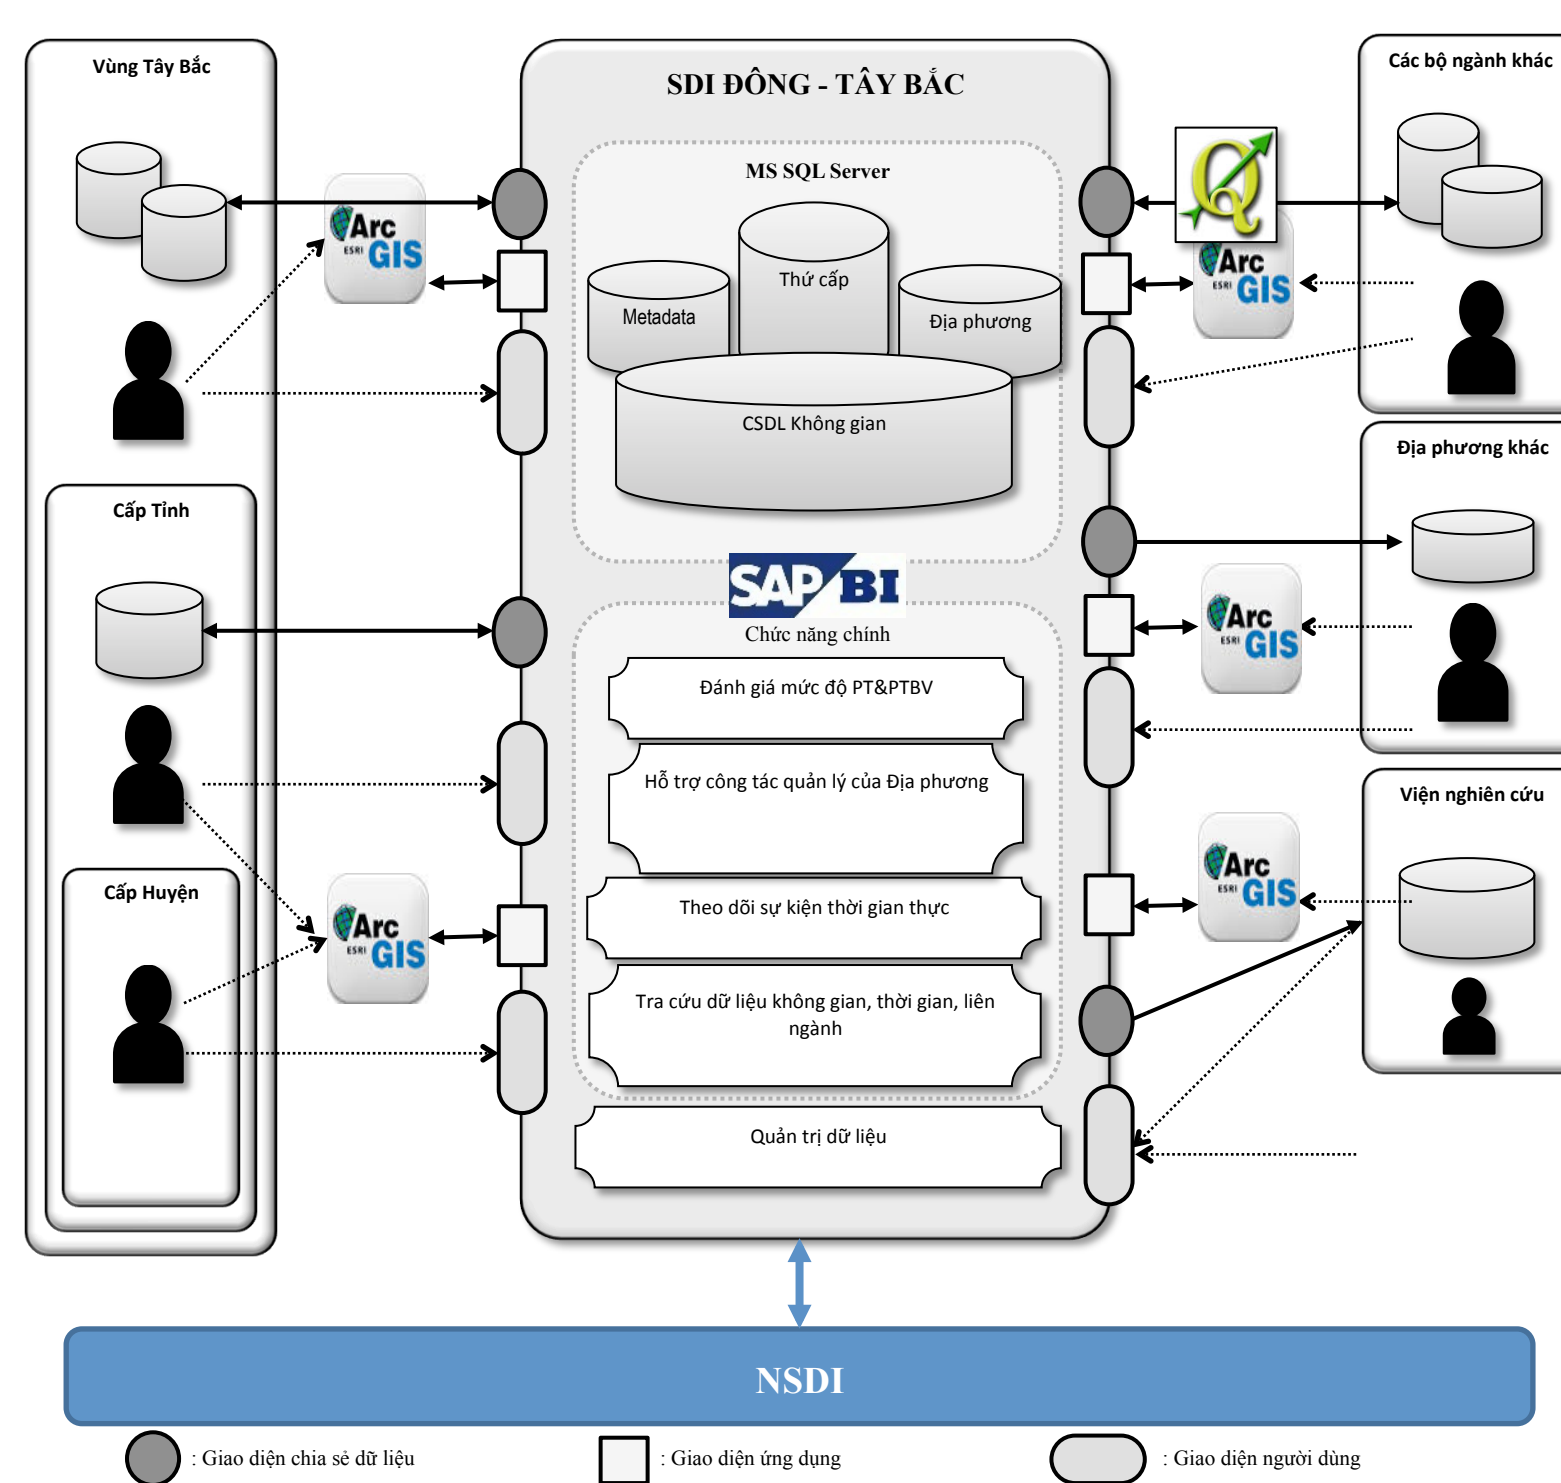 Vùng Tây Bắc
Arc
ESRI GIS
Cấp Tỉnh
Cấp Huyện
Arc
ESRI GIS
SDI ĐÔNG - TÂY BẮC
MS SQL Server
Thứ cấp
Metadata
Địa phương
CSDL Không gian
SAP BI
Chức năng chính
Đánh giá mức độ PT&PTBV
Hỗ trợ công tác quản lý của Địa phương
Theo dõi sự kiện thời gian thực
Tra cứu dữ liệu không gian, thời gian, liên
ngành
Quản trị dữ liệu
Các bộ ngành khác
Q
Arc
ESRI GIS
Địa phương khác
Arc
ESRI GIS
Viện nghiên cứu
Arc
ESRI GIS
NSDI
: Giao diện chia sẻ dữ liệu
: Giao diện ứng dụng
: Giao diện người dùng